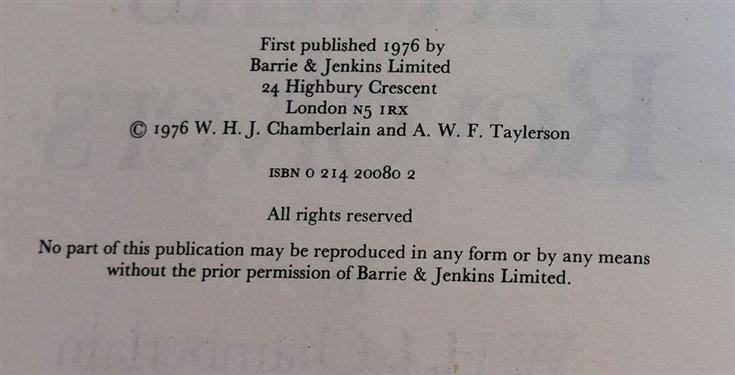 First published 1976 by
Barrie & Jenkins Limited
24 Highbury Crescent
London N5 1RX
© 1976 W. H. J. Chamberlain and A. W. F. Taylerson
ISBN 0 214 20080 2
All rights reserved
No part of this publication may be reproduced in any form or by any means
without the prior permission of Barrie & Jenkins Limited.